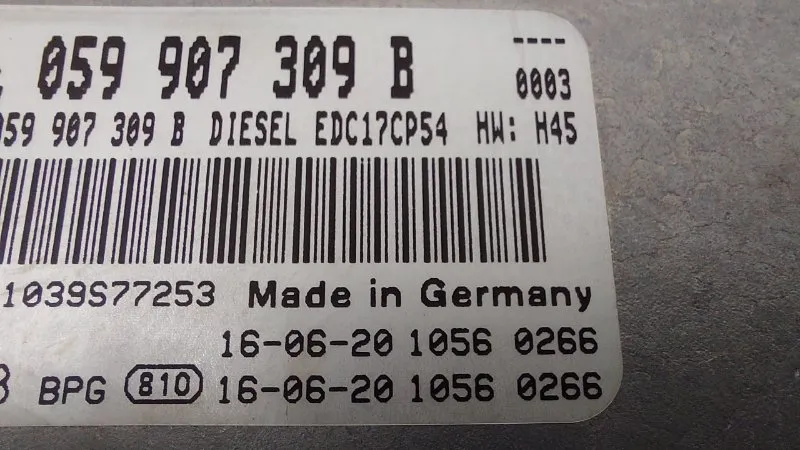 059 907 309 B ----
0003
059 907 309 B DIESEL EDC17CP54 HW: H45
1039S77253 Made in Germany
16-06-20 1056 0266
BPG 810 16-06-20 1056 0266